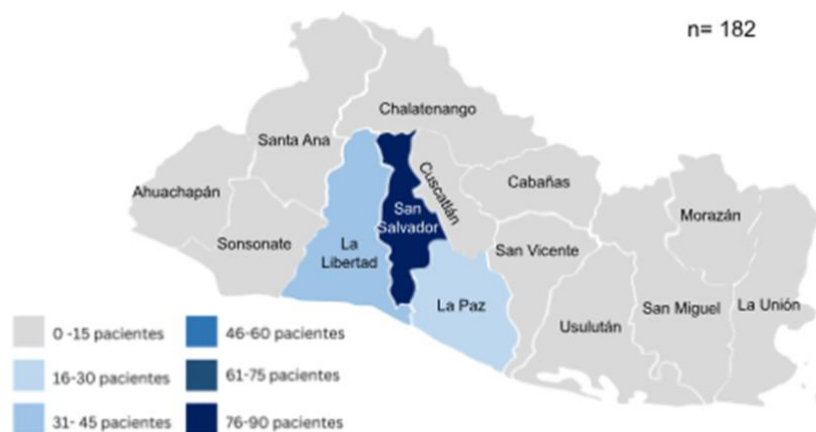 n= 182
Chalatenango
Santa Ana
Cuscatlán
Cabañas
Ahuachapán
San
Salvador
Morazán
Sonsonate
La
Libertad
San Vicente
La Paz
San Miguel
La Unión
Usulután
0 -15 pacientes
16-30 pacientes
31- 45 pacientes
46-60 pacientes
61-75 pacientes
76-90 pacientes